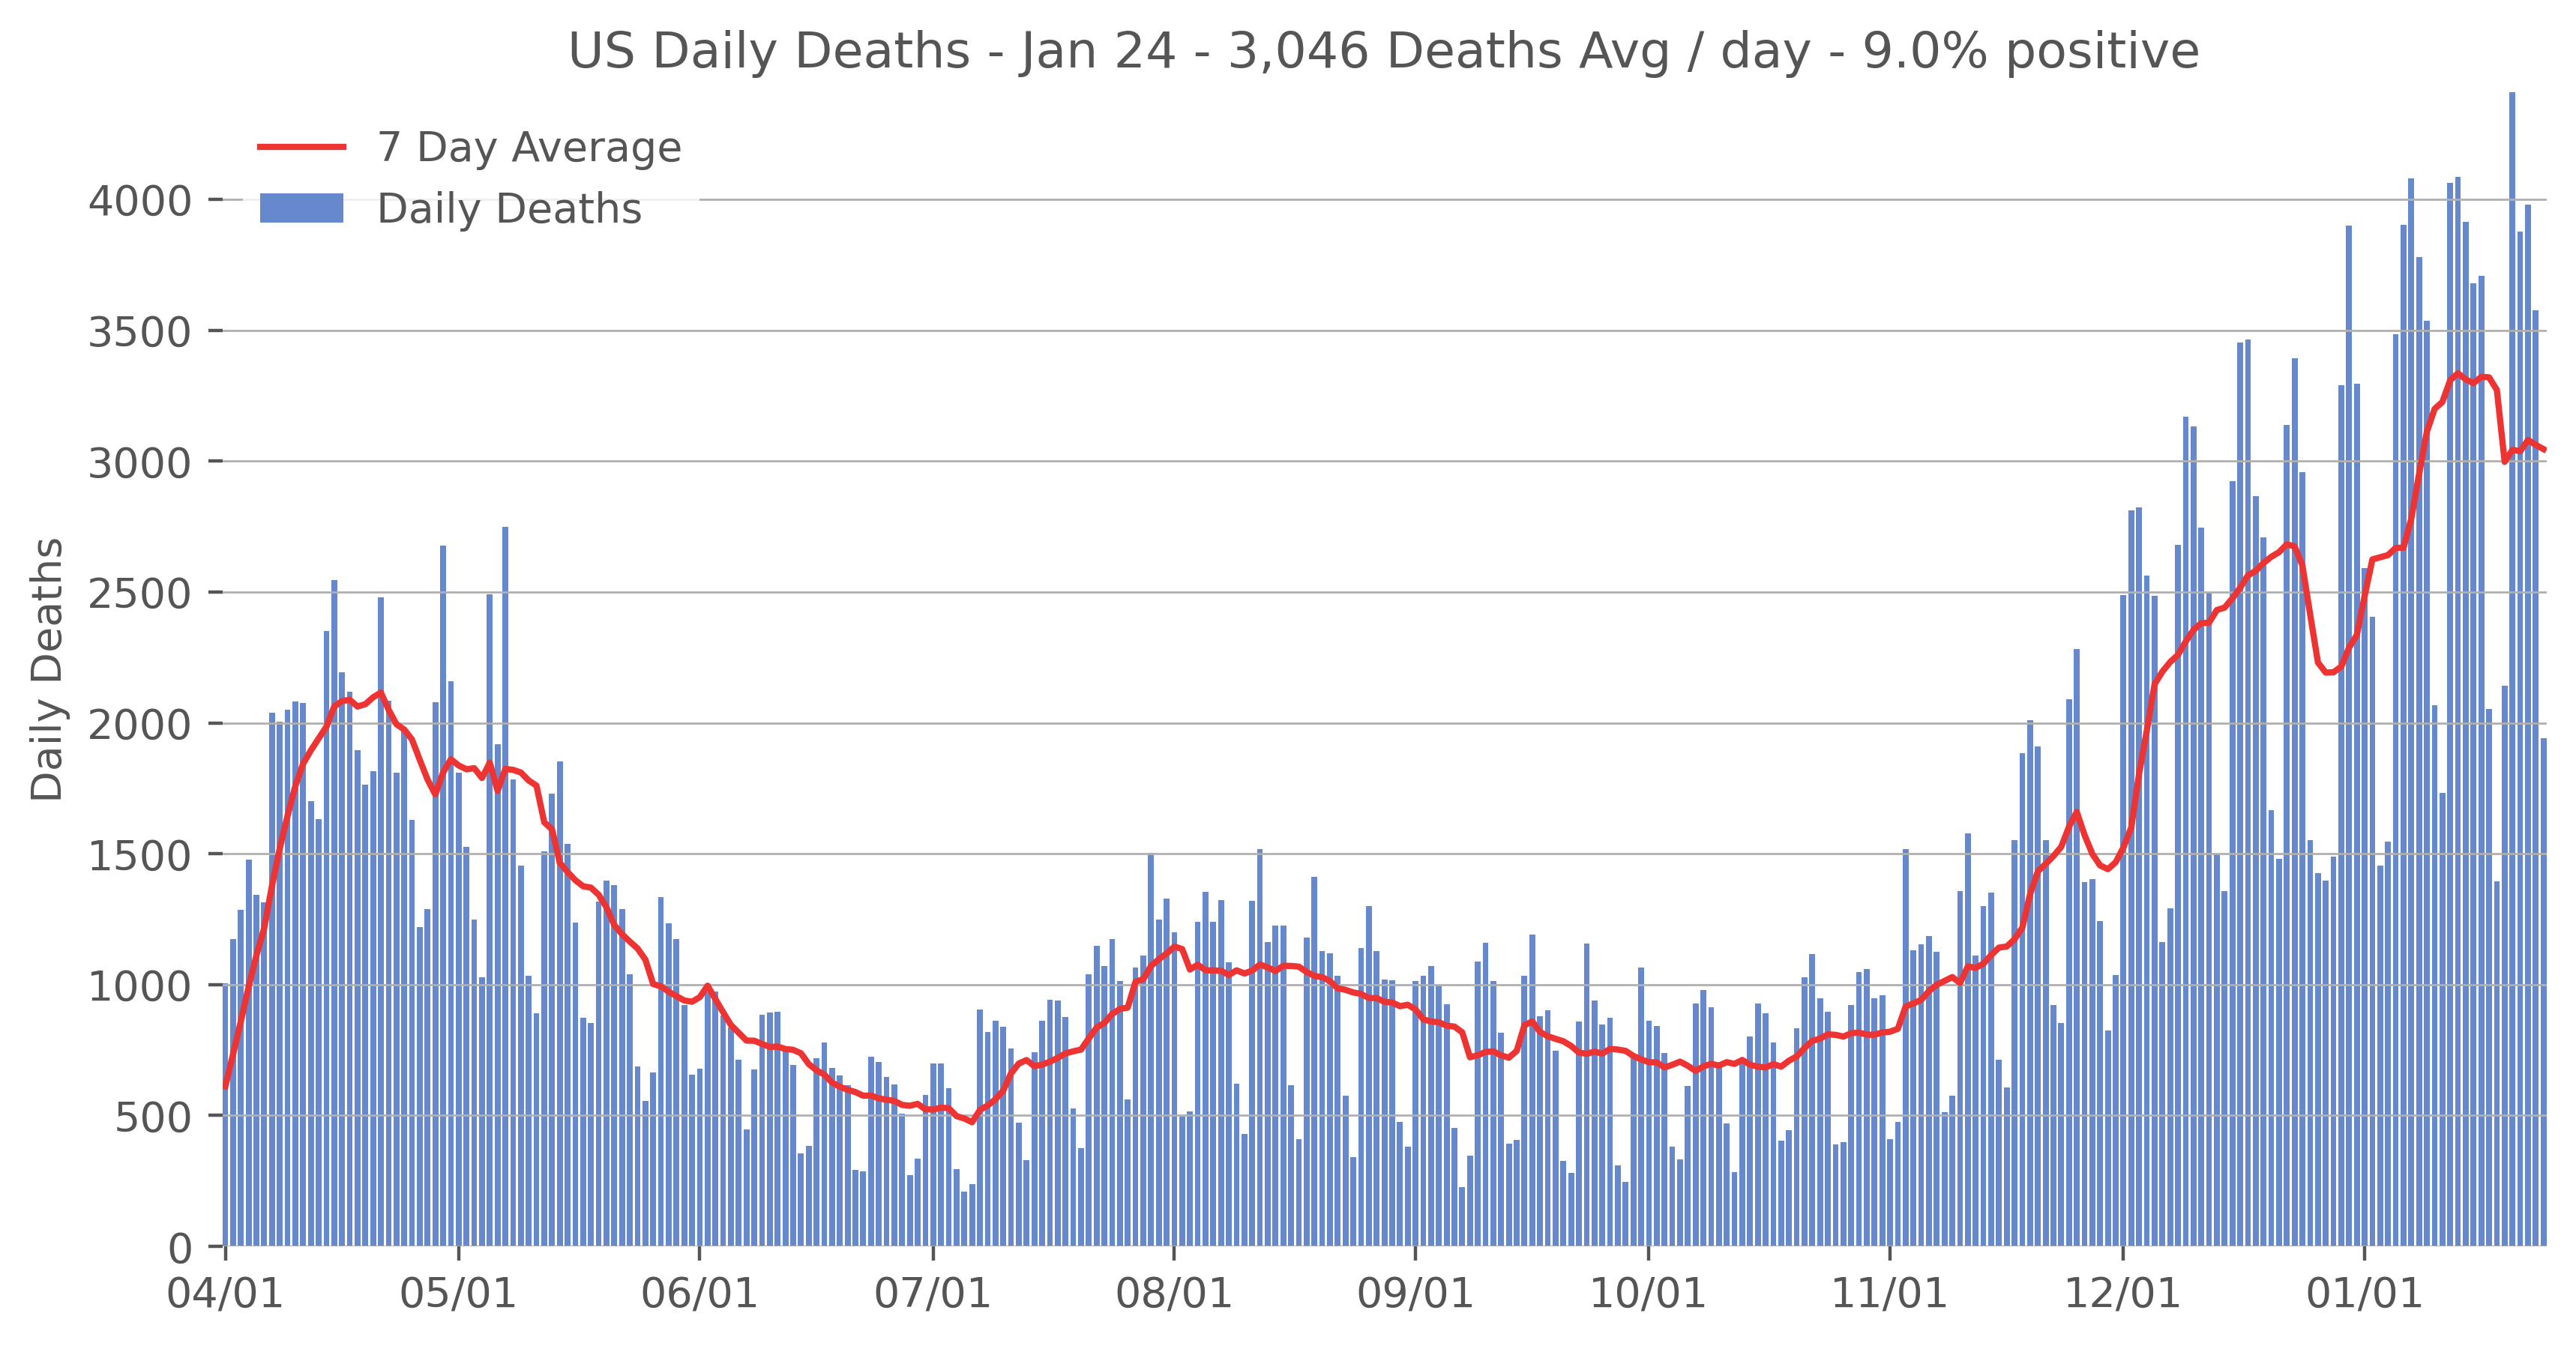 US Daily Deaths - Jan 24 - 3,046 Deaths Avg / day - 9.0% positive
7 Day Average
Daily Deaths
4000
3500
3000
2500
2000
1500
1000
500
0
Daily Deaths
04/01 05/01 06/01 07/01 08/01 09/01 10/01 11/01 12/01 01/01